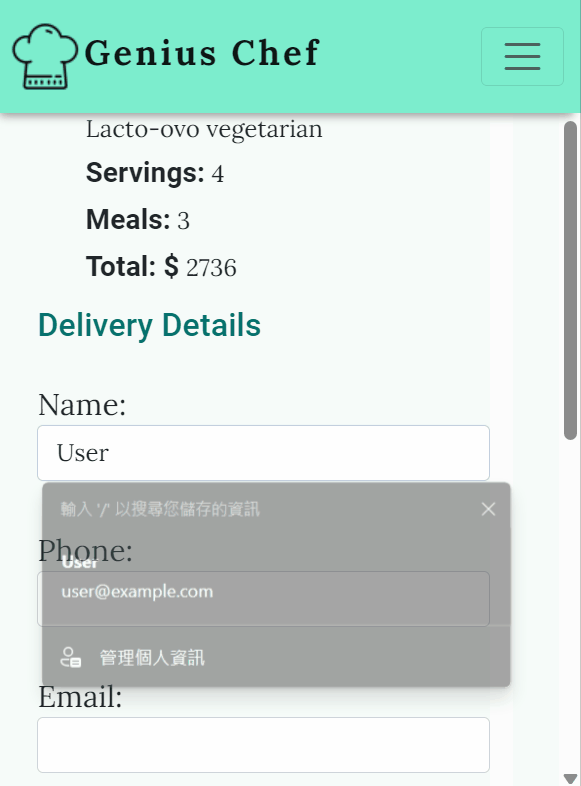 Genius Chef
Lacto-ovo vegetarian
Servings: 4
Meals: 3
Total: $ 2736
Delivery Details
Name:
User
輸入 '/' 以搜尋您儲存的資訊
Phone:
User
user@example.com
管理個人資訊
Email: